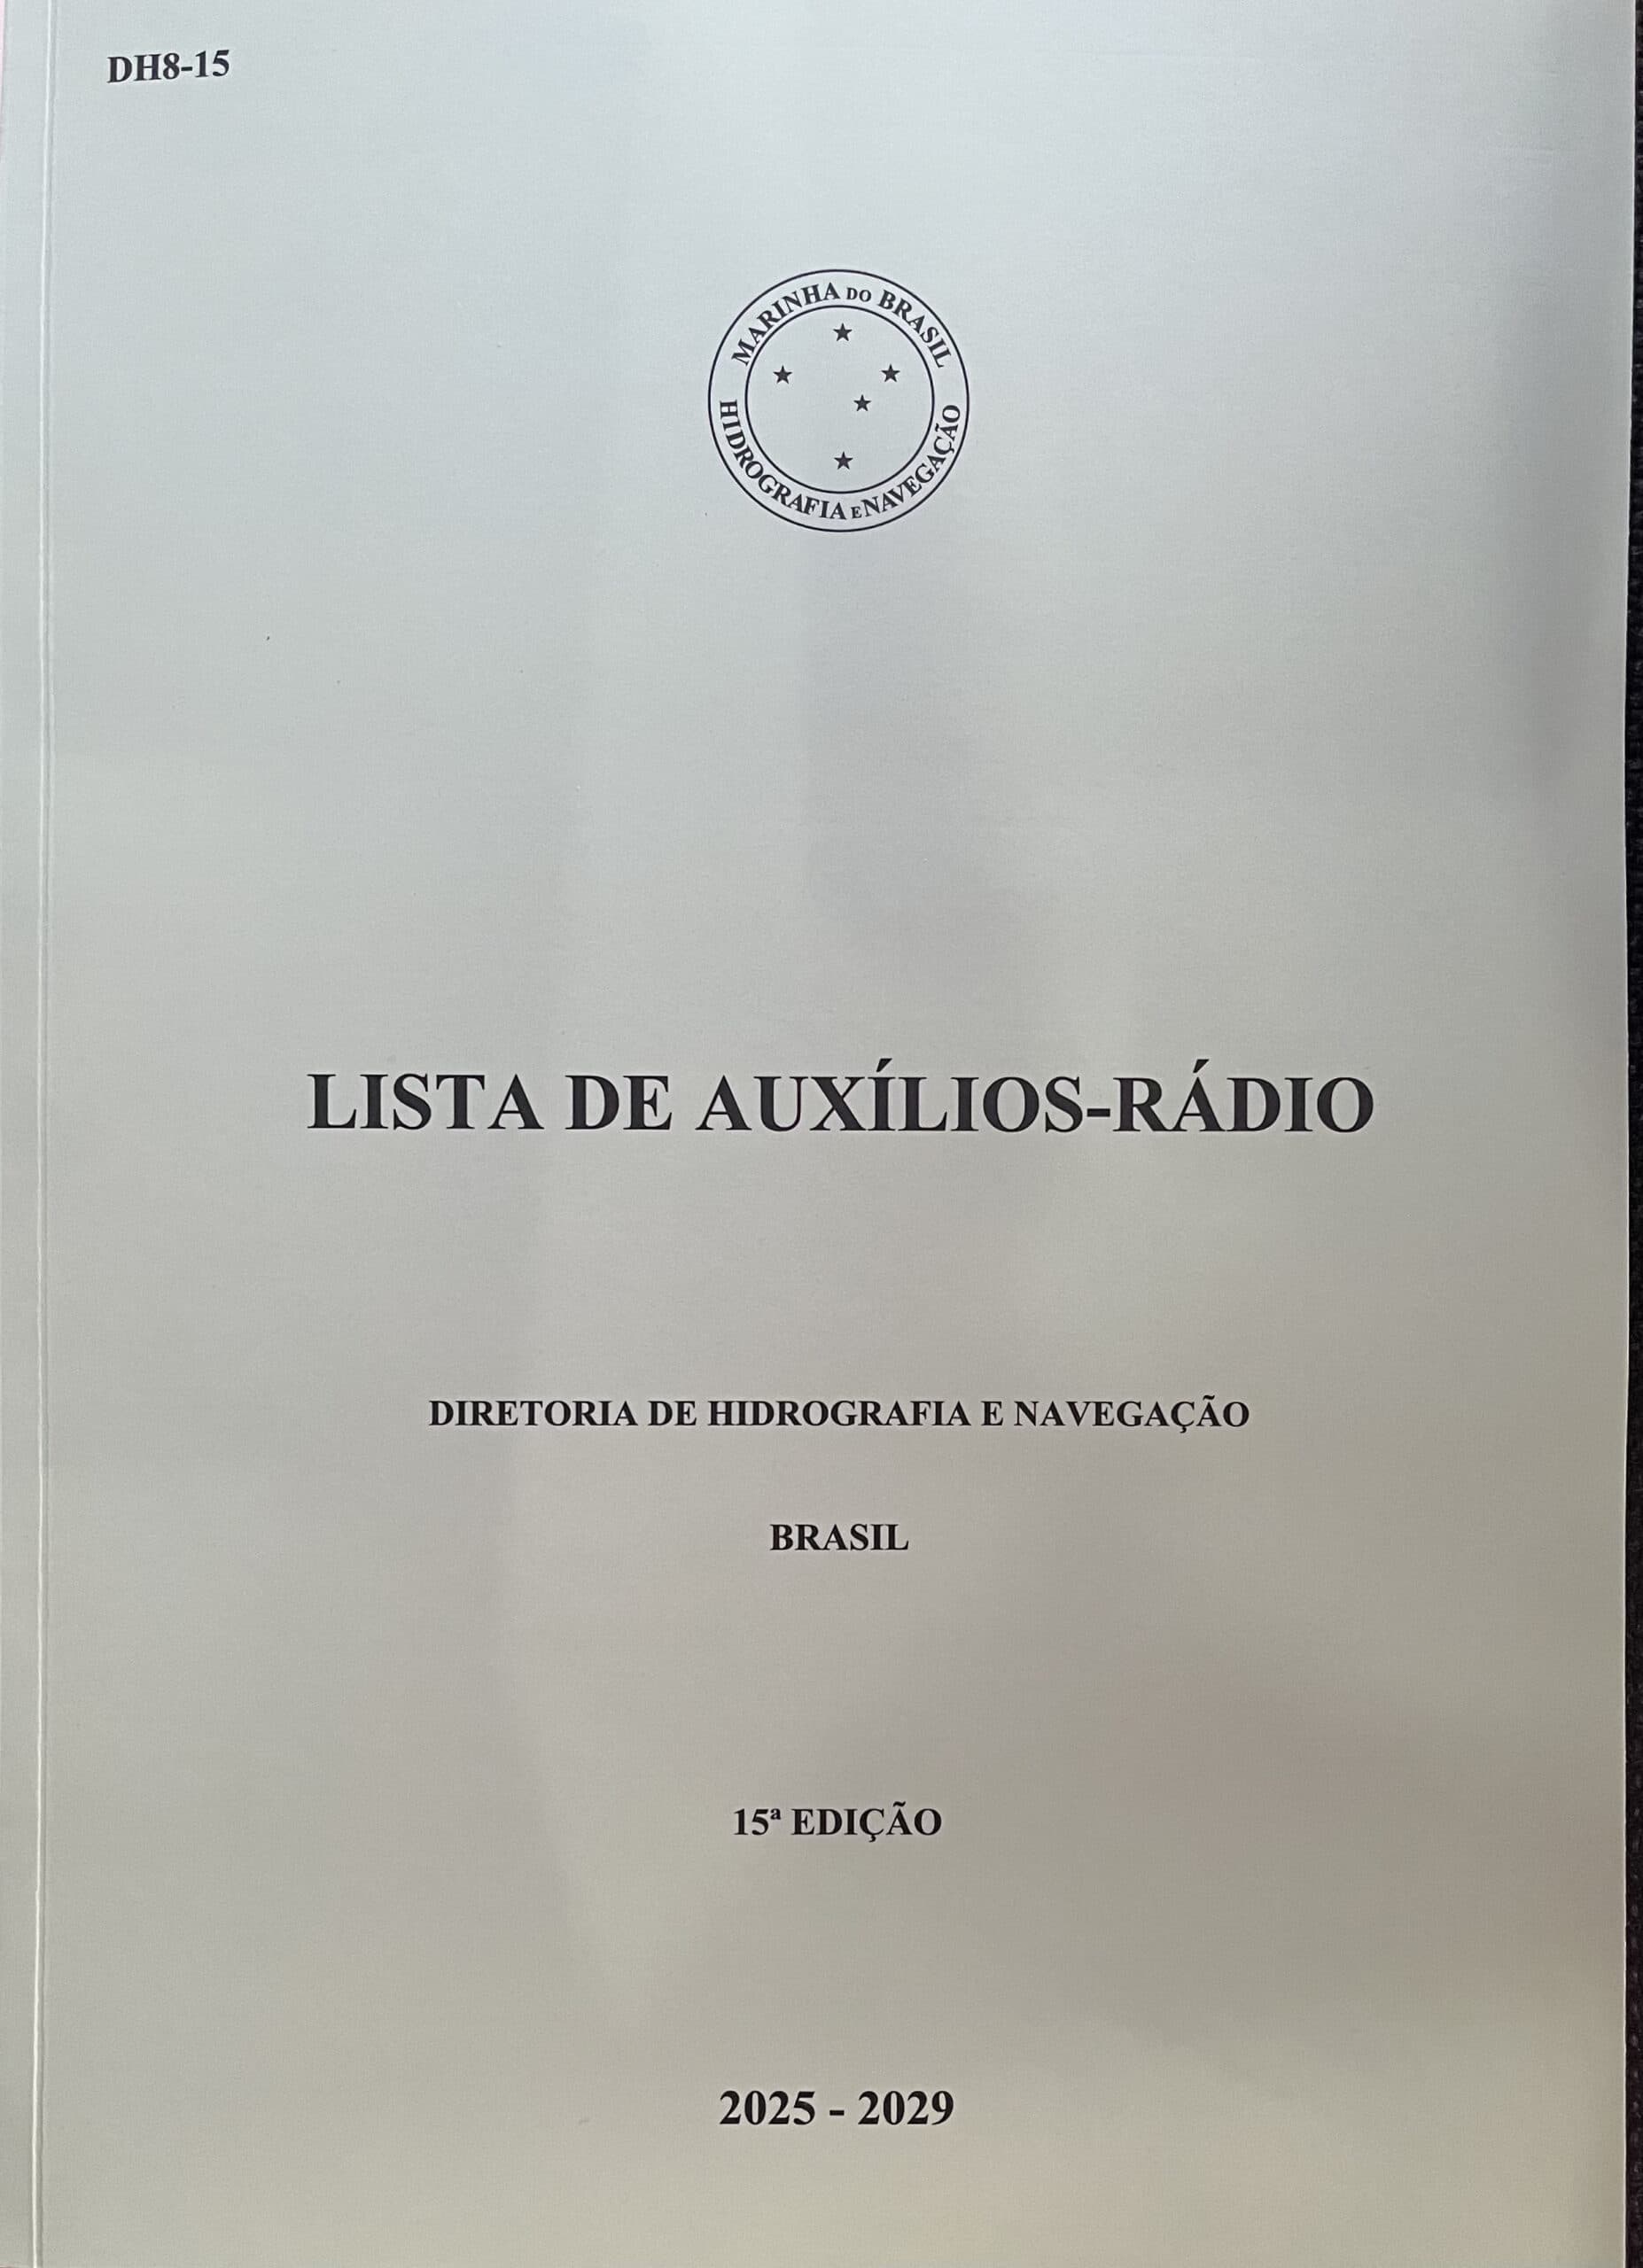 DH8-15
MARINHA DO BRASIL
HIDROGRAFIA E NAVEGAÇÃO
LISTA DE AUXÍLIOS-RÁDIO
DIRETORIA DE HIDROGRAFIA E NAVEGAÇÃO
BRASIL
15ª EDIÇÃO
2025 - 2029